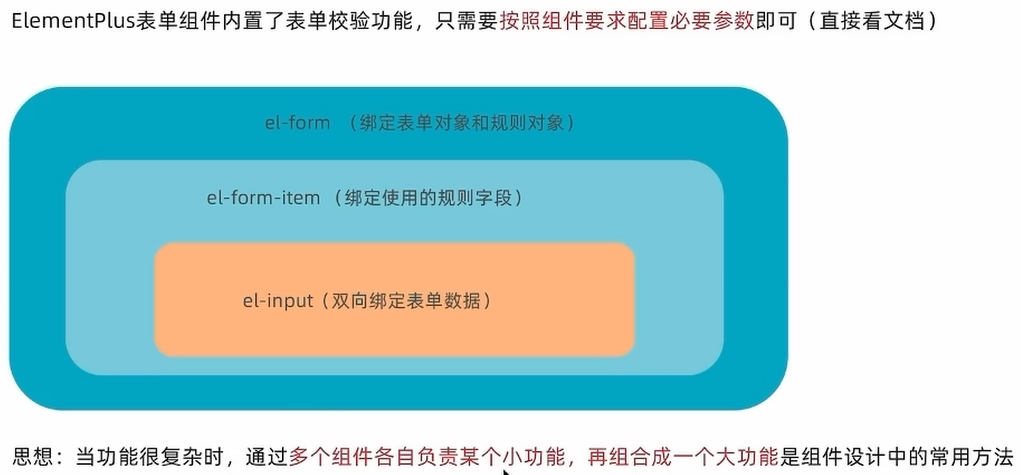 ElementPlus表单组件内置了表单校验功能，只需要按照组件要求配置必要参数即可（直接看文档）
el-form （绑定表单对象和规则对象）
el-form-item （绑定使用的规则字段）
el-input（双向绑定表单数据）
思想：当功能很复杂时，通过多个组件各自负责某个小功能，再组合成一个大功能是组件设计中的常用方法